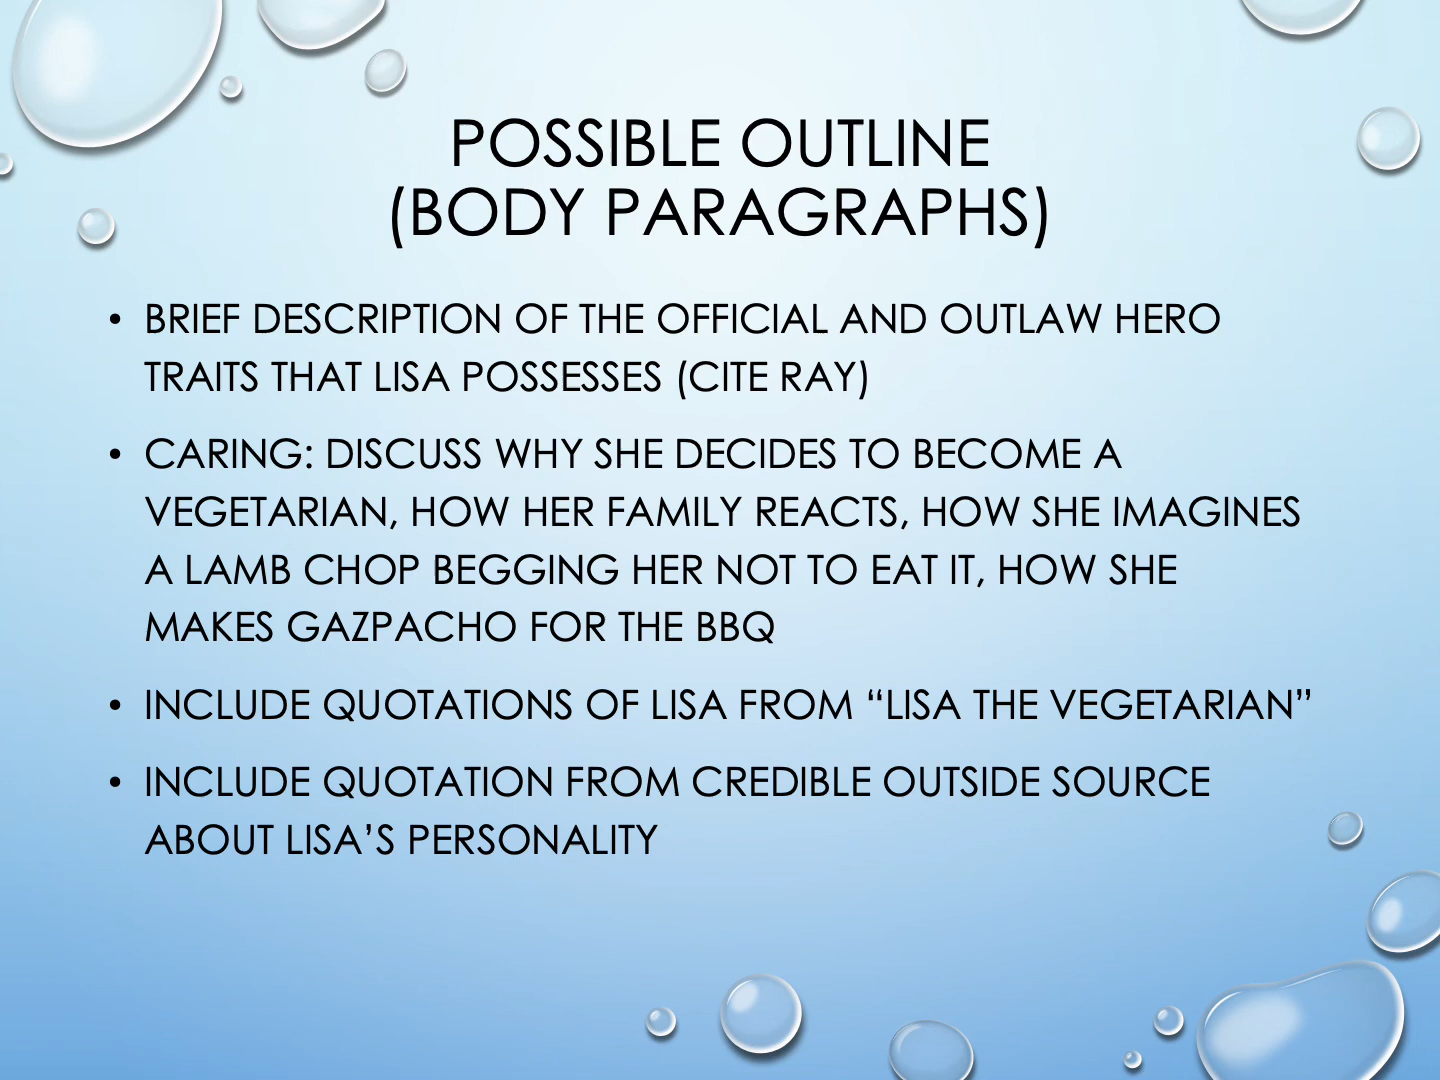 POSSIBLE OUTLINE
(BODY PARAGRAPHS)
• BRIEF DESCRIPTION OF THE OFFICIAL AND OUTLAW HERO
TRAITS THAT LISA POSSESSES (CITE RAY)
• CARING: DISCUSS WHY SHE DECIDES TO BECOME A
VEGETARIAN, HOW HER FAMILY REACTS, HOW SHE IMAGINES
A LAMB CHOP BEGGING HER NOT TO EAT IT, HOW SHE
MAKES GAZPACHO FOR THE BBQ
• INCLUDE QUOTATIONS OF LISA FROM “LISA THE VEGETARIAN”
• INCLUDE QUOTATION FROM CREDIBLE OUTSIDE SOURCE
ABOUT LISA’S PERSONALITY